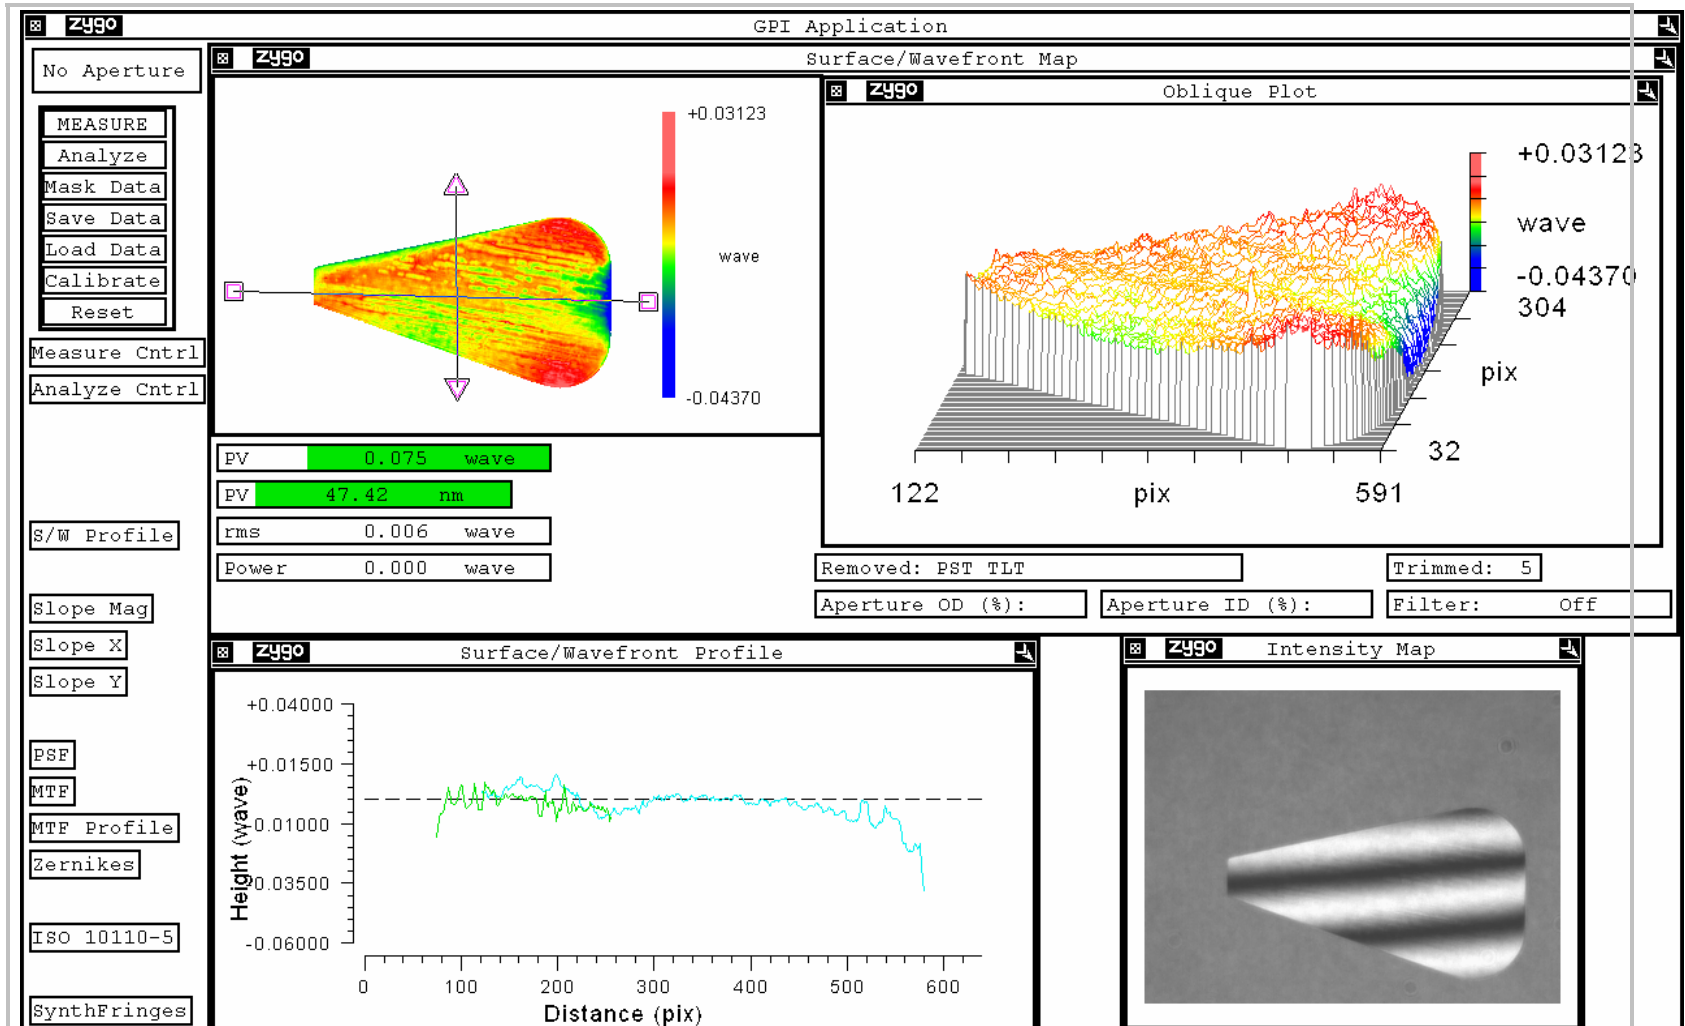 zygo GPI Application
No Aperture
MEASURE
Analyze
Mask Data
Save Data
Load Data
Calibrate
Reset
Measure Cntrl
Analyze Cntrl
S/W Profile
Slope Mag
Slope X
Slope Y
PSF
MTF
MTF Profile
Zernikes
ISO 10110-5
SynthFringes
zygo Surface/Wavefront Map
+0.03123
wave
-0.04370
zygo Oblique Plot
+0.03123
wave
-0.04370
304
pix
32
122 pix 591
PV 0.075 wave
PV 47.42 nm
rms 0.006 wave
Power 0.000 wave
Removed: PST TLT
Trimmed: 5
Aperture OD (%):
Aperture ID (%):
Filter: Off
zygo Surface/Wavefront Profile
+0.04000
+0.01500
-0.01000
-0.03500
-0.06000
Height (wave)
0 100 200 300 400 500 600
Distance (pix)
zygo Intensity Map